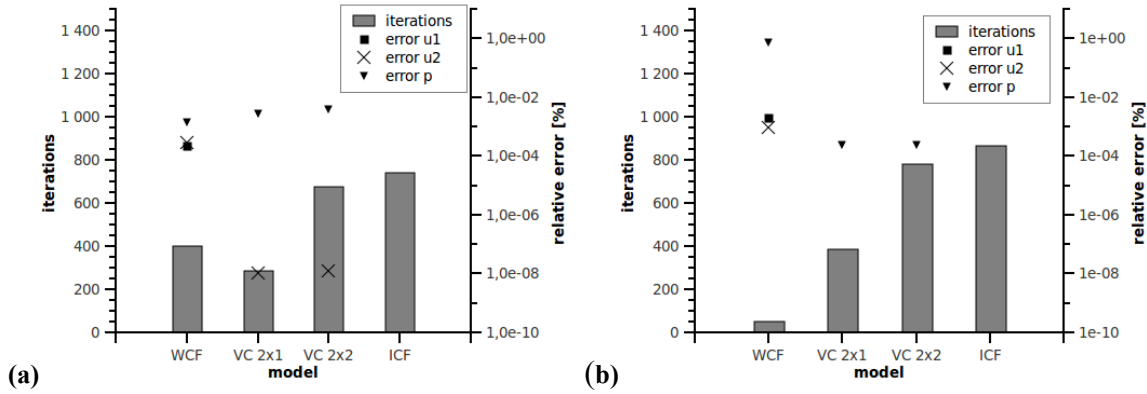 1 400
1 200
1 000
800
600
400
200
0
iterations
iterations
error u1
error u2
error p
1,0e+00
1,0e-02
1,0e-04
1,0e-06
1,0e-08
1,0e-10
relative error [%]
WCF VC 2x1 VC 2x2 ICF
model
(a)
1 400
1 200
1 000
800
600
400
200
0
iterations
iterations
error u1
error u2
error p
1e+00
1e-02
1e-04
1e-06
1e-08
1e-10
relative error [%]
WCF VC 2x1 VC 2x2 ICF
model
(b)